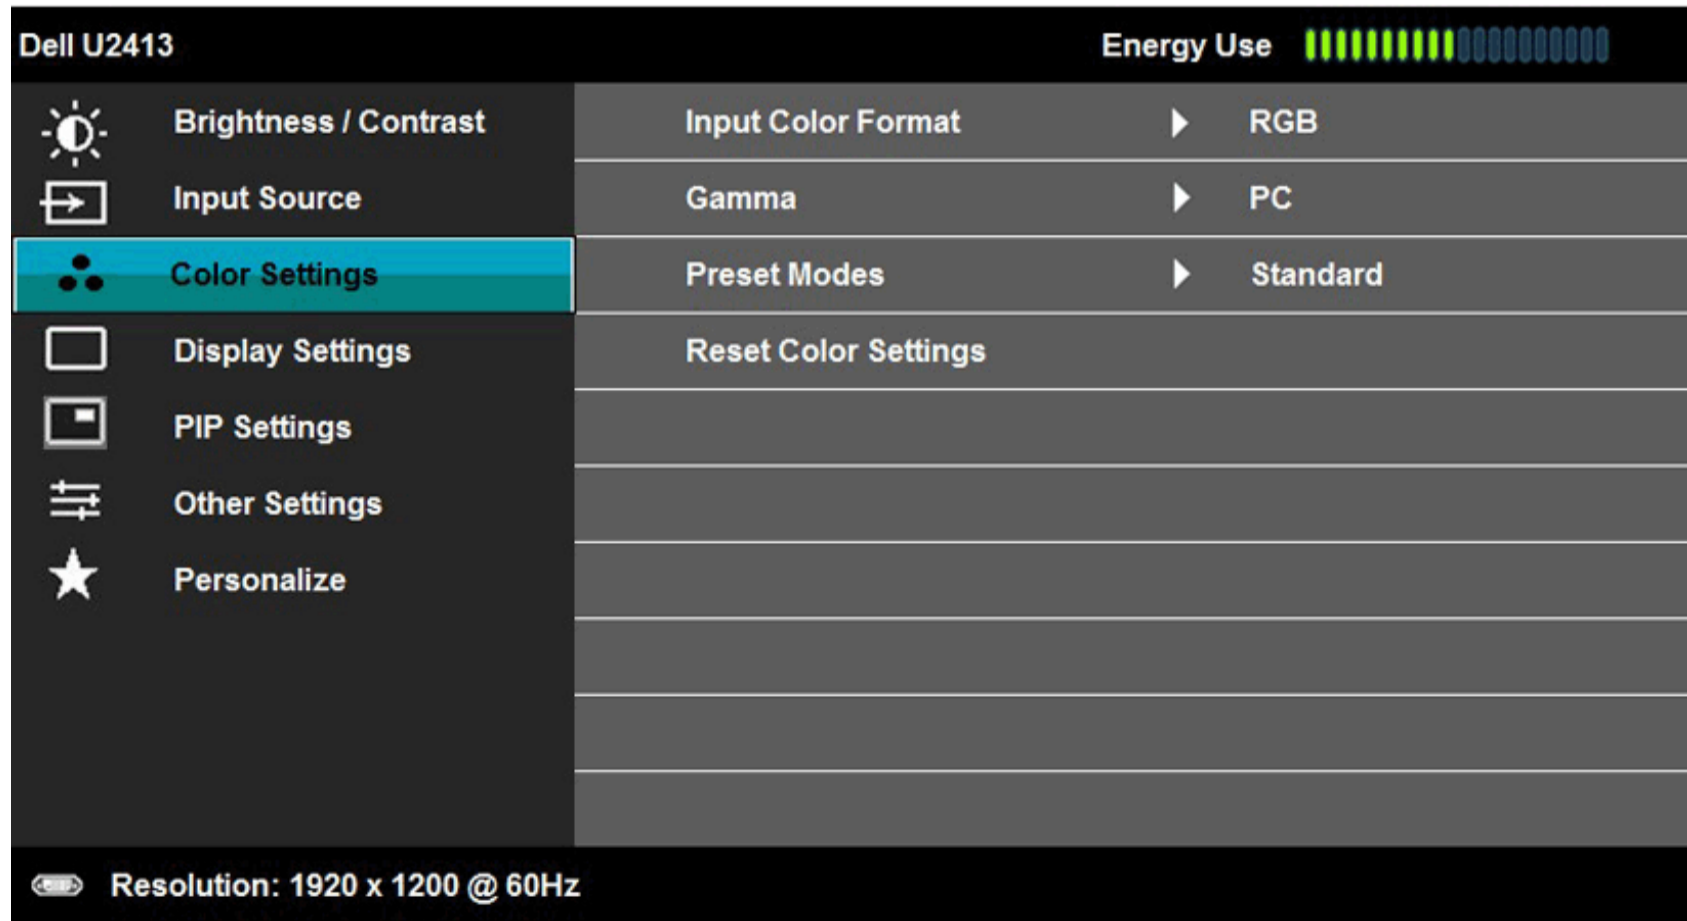 Dell U2413 Energy Use
Brightness / Contrast Input Color Format RGB
Input Source Gamma PC
Color Settings Preset Modes Standard
Display Settings Reset Color Settings
PIP Settings
Other Settings
Personalize
Resolution: 1920 x 1200 @ 60Hz